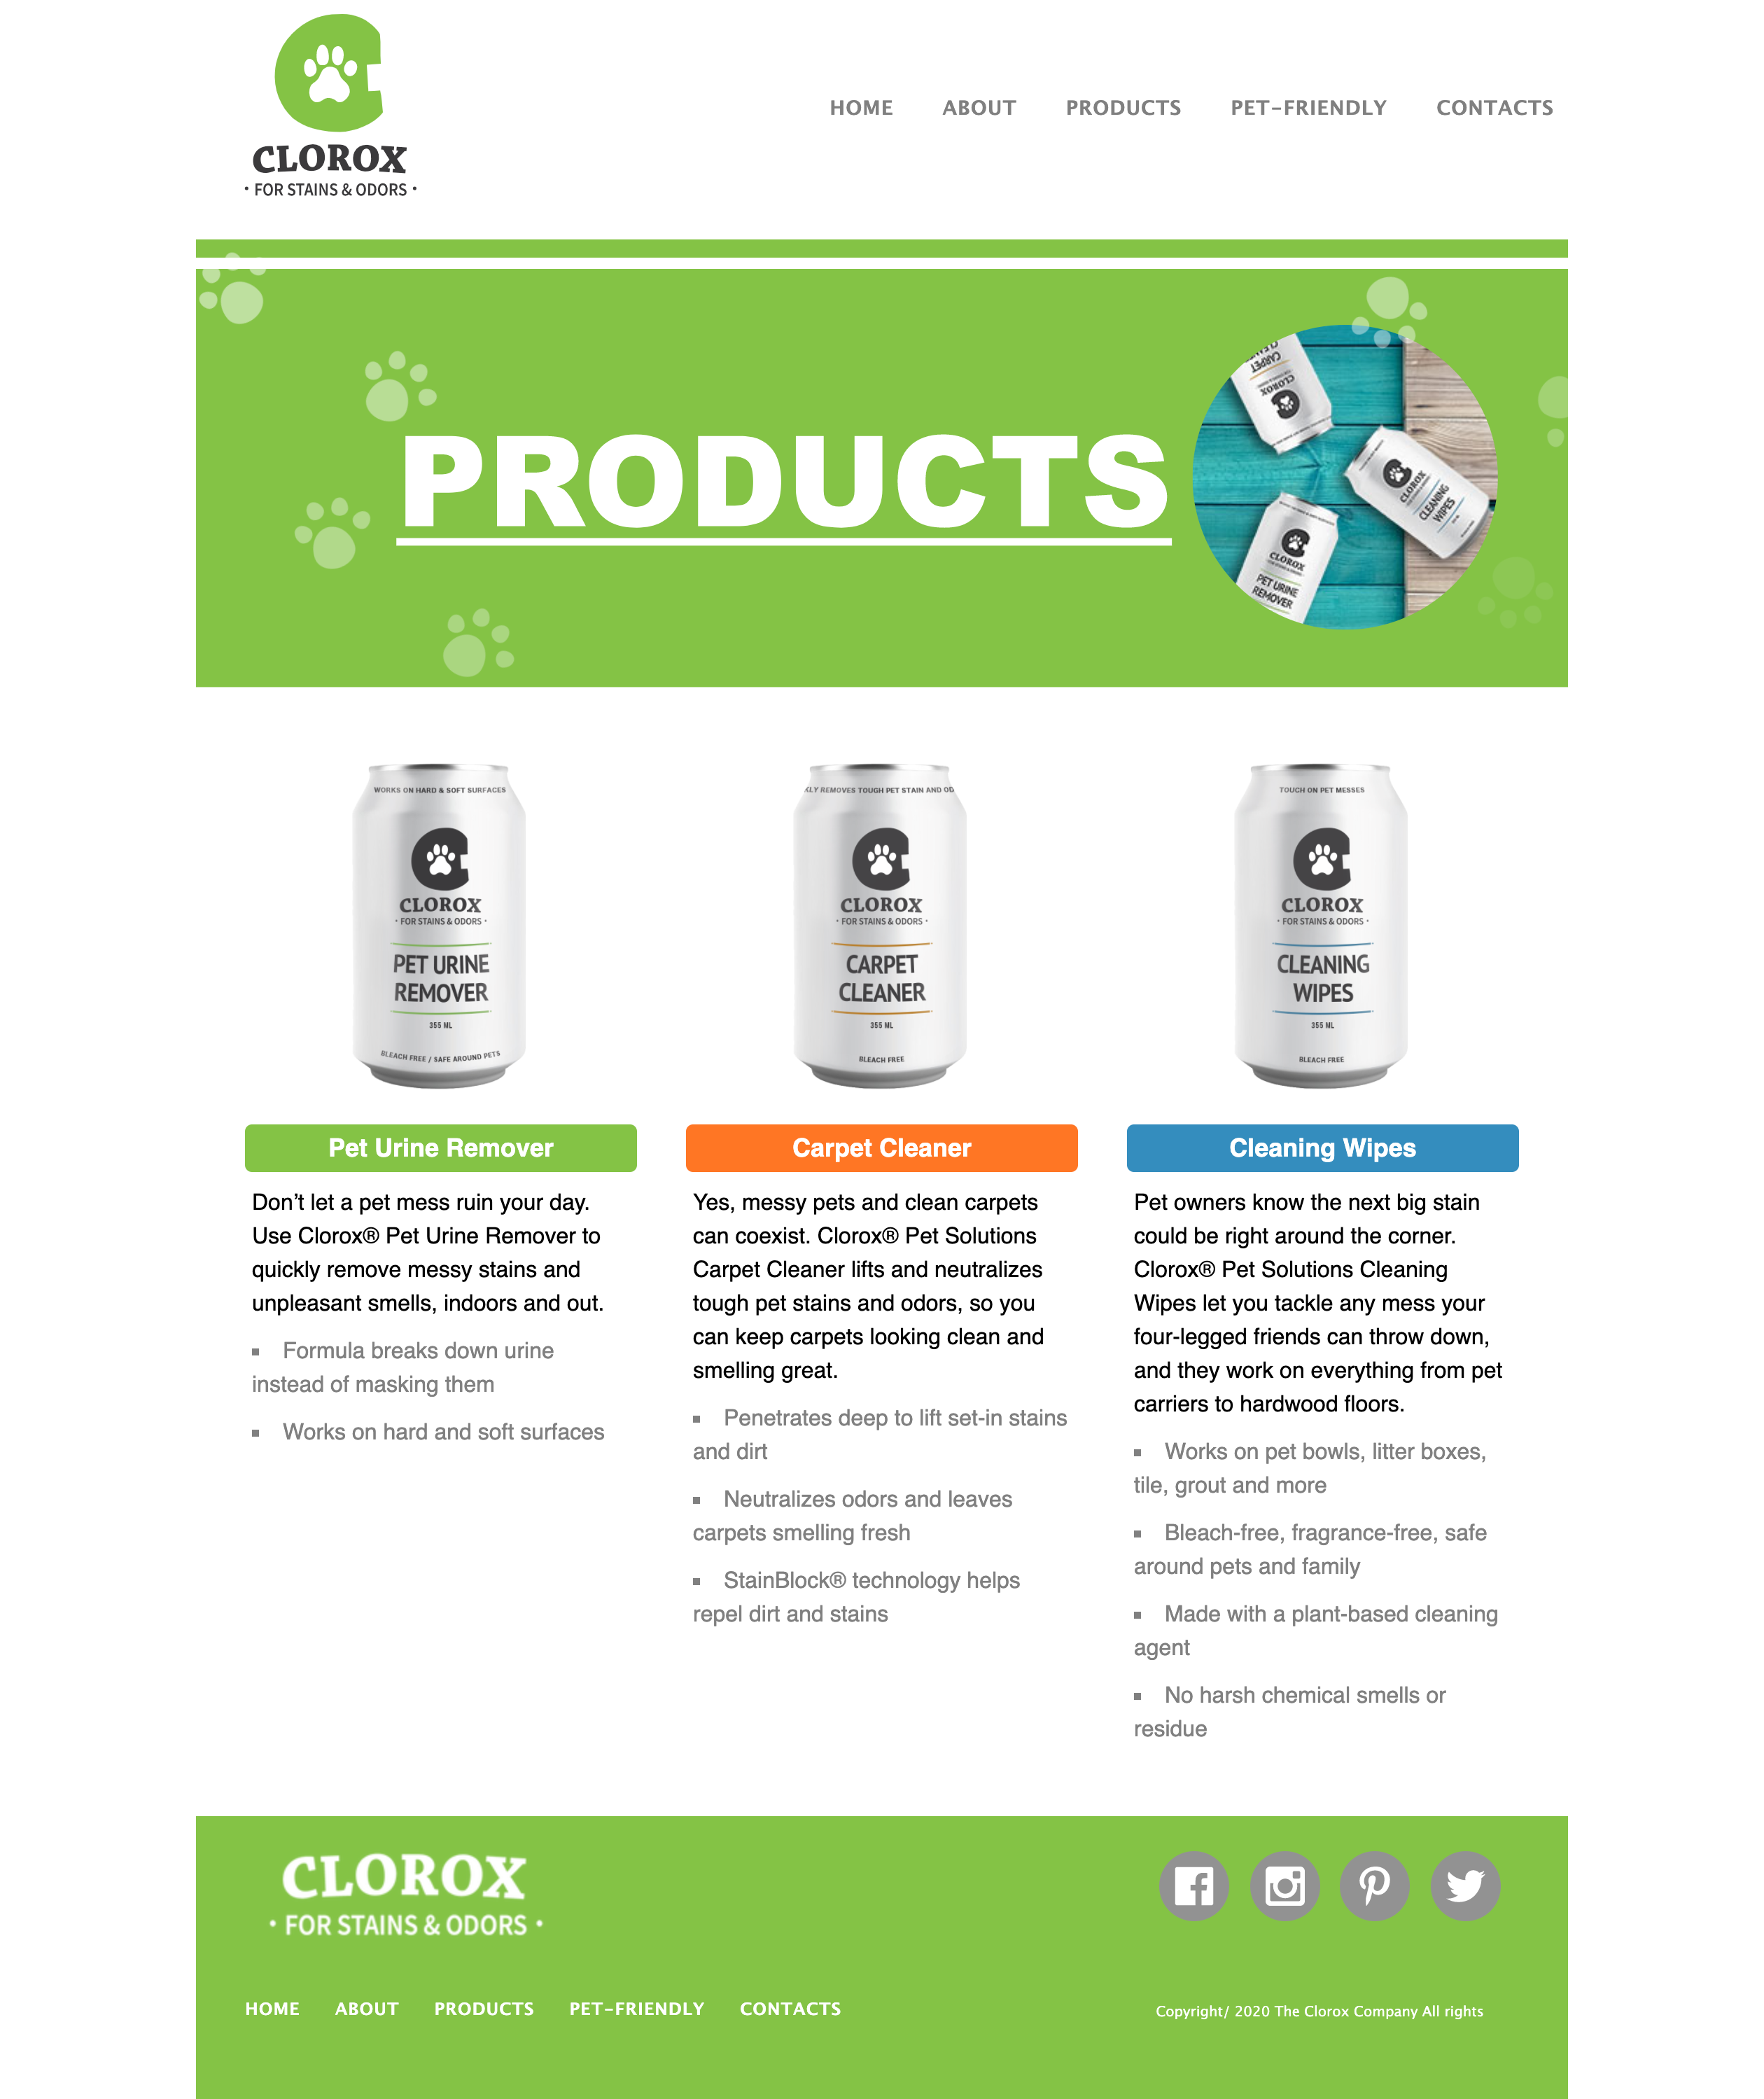 CLOROX
· FOR STAINS & ODORS ·
HOME ABOUT PRODUCTS PET-FRIENDLY CONTACTS
PRODUCTS
CARPET
CLOROX
CLOROX
CLEANING
WIPES
CLOROX
PET URINE
REMOVER
WORKS ON HARD & SOFT SURFACES
CLOROX
· FOR STAINS & ODORS ·
PET URINE
REMOVER
355 ML
BLEACH FREE / SAFE AROUND PETS
KLY REMOVES TOUGH PET STAIN AND OD
CLOROX
· FOR STAINS & ODORS ·
CARPET
CLEANER
355 ML
BLEACH FREE
TOUCH ON PET MESSES
CLOROX
· FOR STAINS & ODORS ·
CLEANING
WIPES
355 ML
BLEACH FREE
Pet Urine Remover
Don’t let a pet mess ruin your day.
Use Clorox® Pet Urine Remover to
quickly remove messy stains and
unpleasant smells, indoors and out.
▪ Formula breaks down urine
instead of masking them
▪ Works on hard and soft surfaces
Carpet Cleaner
Yes, messy pets and clean carpets
can coexist. Clorox® Pet Solutions
Carpet Cleaner lifts and neutralizes
tough pet stains and odors, so you
can keep carpets looking clean and
smelling great.
▪ Penetrates deep to lift set-in stains
and dirt
▪ Neutralizes odors and leaves
carpets smelling fresh
▪ StainBlock® technology helps
repel dirt and stains
Cleaning Wipes
Pet owners know the next big stain
could be right around the corner.
Clorox® Pet Solutions Cleaning
Wipes let you tackle any mess your
four-legged friends can throw down,
and they work on everything from pet
carriers to hardwood floors.
▪ Works on pet bowls, litter boxes,
tile, grout and more
▪ Bleach-free, fragrance-free, safe
around pets and family
▪ Made with a plant-based cleaning
agent
▪ No harsh chemical smells or
residue
CLOROX
· FOR STAINS & ODORS ·
HOME ABOUT PRODUCTS PET-FRIENDLY CONTACTS
Copyright/ 2020 The Clorox Company All rights